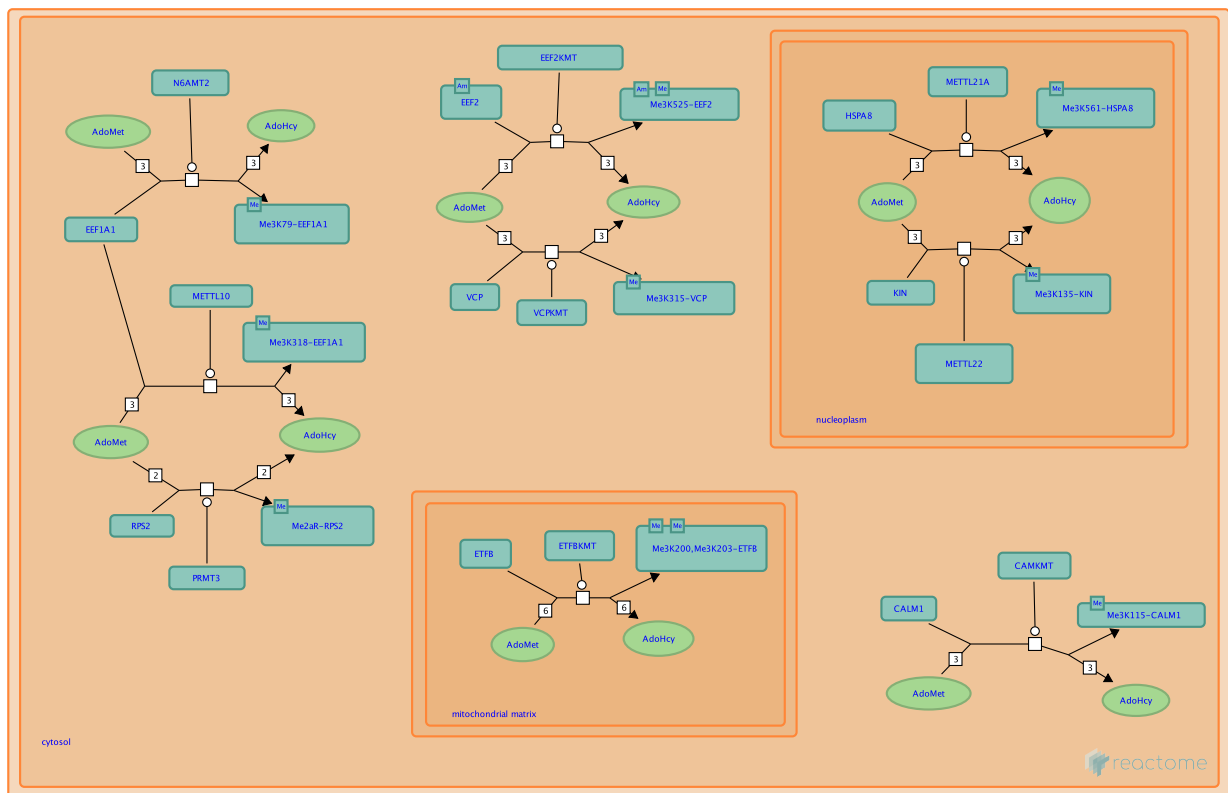 N6AMT2
AdoMet
AdoHcy
3
3
Me
EEF1A1
Me3K79-EEF1A1
METTL10
Me
Me3K318-EEF1A1
3
3
AdoMet
AdoHcy
2
2
Me
RPS2
Me2aR-RPS2
PRMT3
EEF2KMT
Am
EEF2
Am
Me
Me3K525-EEF2
3
3
AdoMet
AdoHcy
3
3
Me
VCP
VCPKMT
Me3K315-VCP
METTL21A
HSPA8
Me
Me3K561-HSPA8
3
3
AdoMet
AdoHcy
3
3
Me
KIN
Me3K135-KIN
METTL22
nucleoplasm
ETFB
ETFBKMT
Me
Me
Me3K200,Me3K203-ETFB
6
6
AdoMet
AdoHcy
mitochondrial matrix
CAMKMT
CALM1
Me
Me3K115-CALM1
3
3
AdoMet
AdoHcy
cytosol
reactome